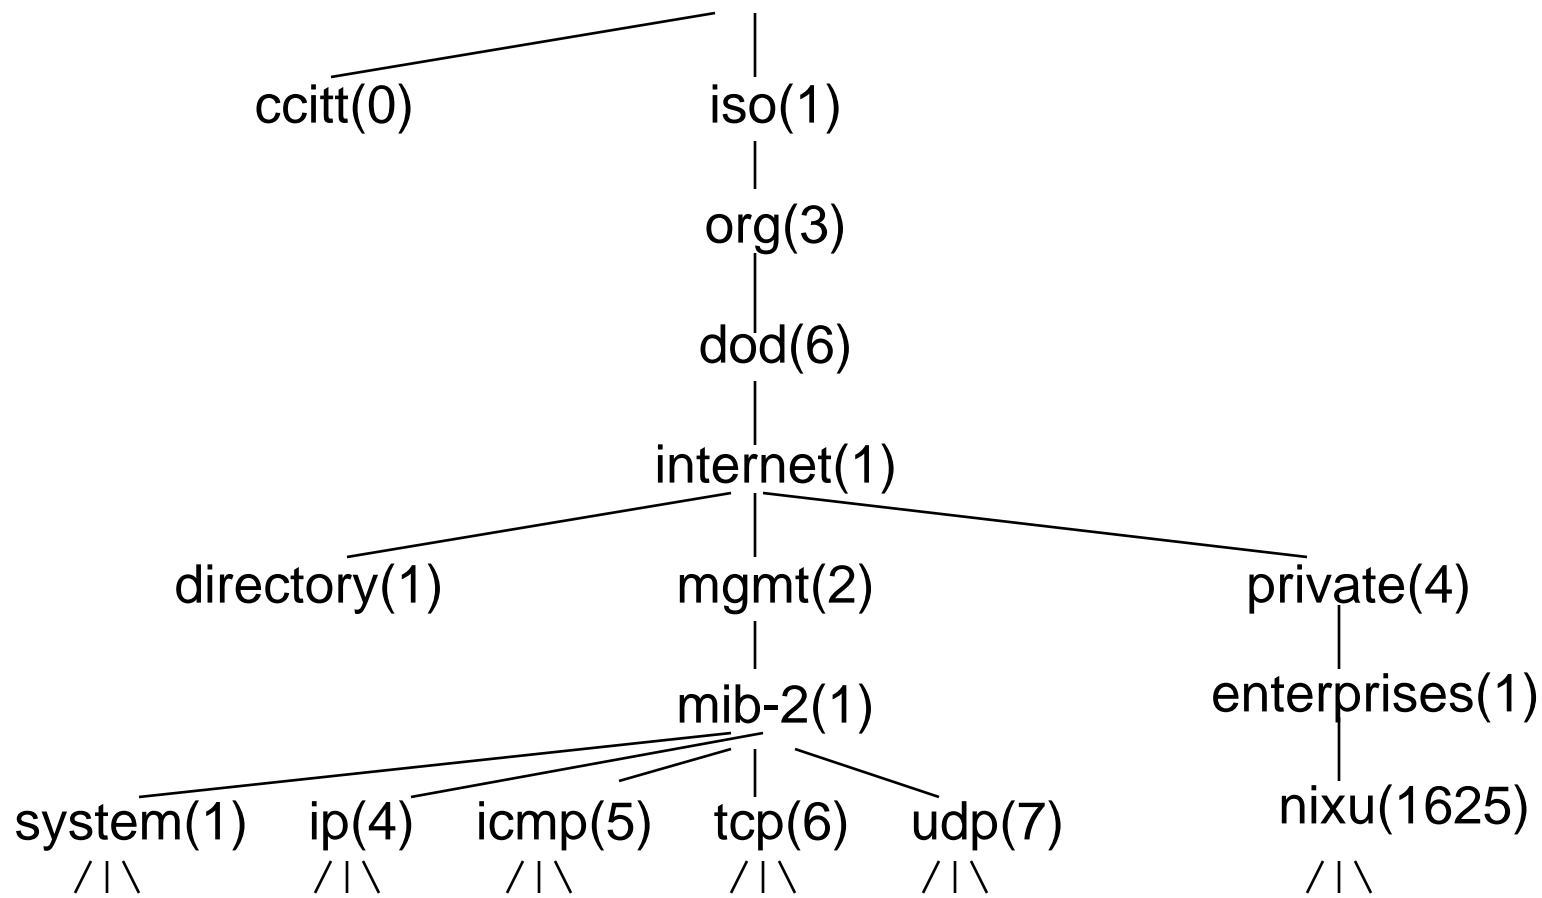 ccitt(0) iso(1)
org(3)
dod(6)
internet(1)
directory(1) mgmt(2) private(4)
mib-2(1) enterprises(1)
system(1) ip(4) icmp(5) tcp(6) udp(7) nixu(1625)